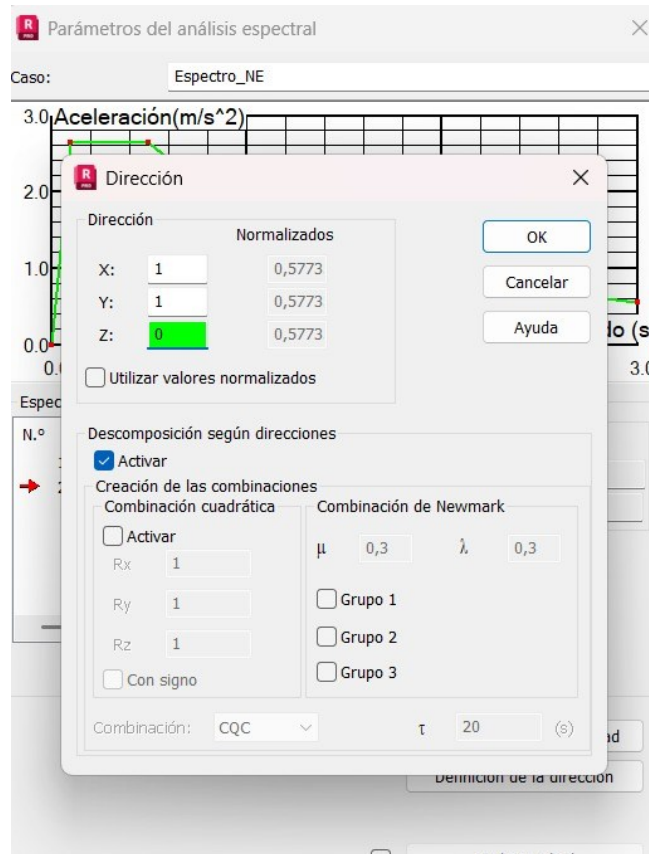 R PRO Parámetros del análisis espectral
Caso: Espectro_NE
3.0 Aceleración(m/s^2)
2.0
1.0
0.0
3.0
R PRO Dirección
Dirección
Normalizados
X: 1 0,5773
Y: 1 0,5773
Z: 0 0,5773
Utilizar valores normalizados
OK
Cancelar
Ayuda
N.º
Descomposición según direcciones
Activar
Creación de las combinaciones
Combinación cuadrática
Activar
Rx 1
Ry 1
Rz 1
Con signo
Combinación de Newmark
μ 0,3 λ 0,3
Grupo 1
Grupo 2
Grupo 3
Combinación: CQC τ 20 (s)
Definición de la dirección